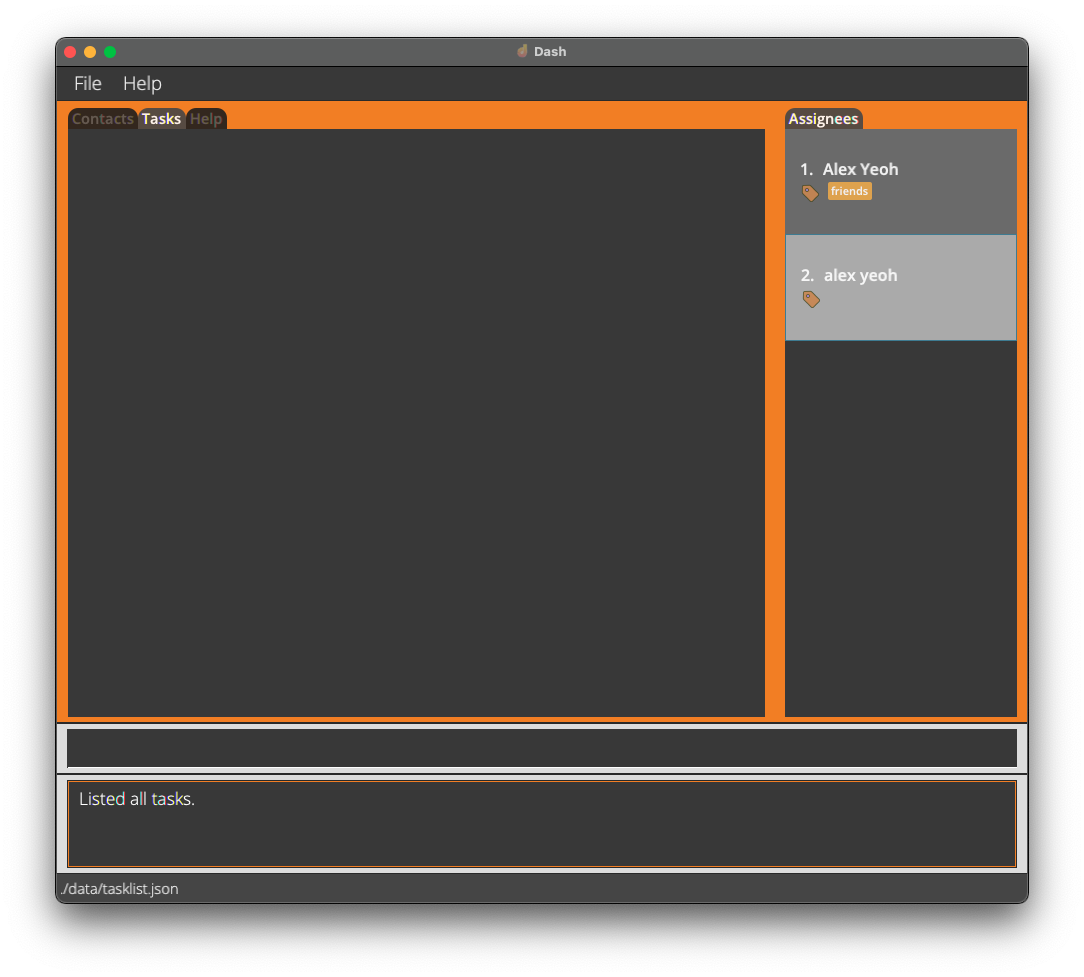 Dash
File Help
Contacts Tasks Help
Assignees
1. Alex Yeoh
friends
2. alex yeoh
Listed all tasks.
./data/tasklist.json